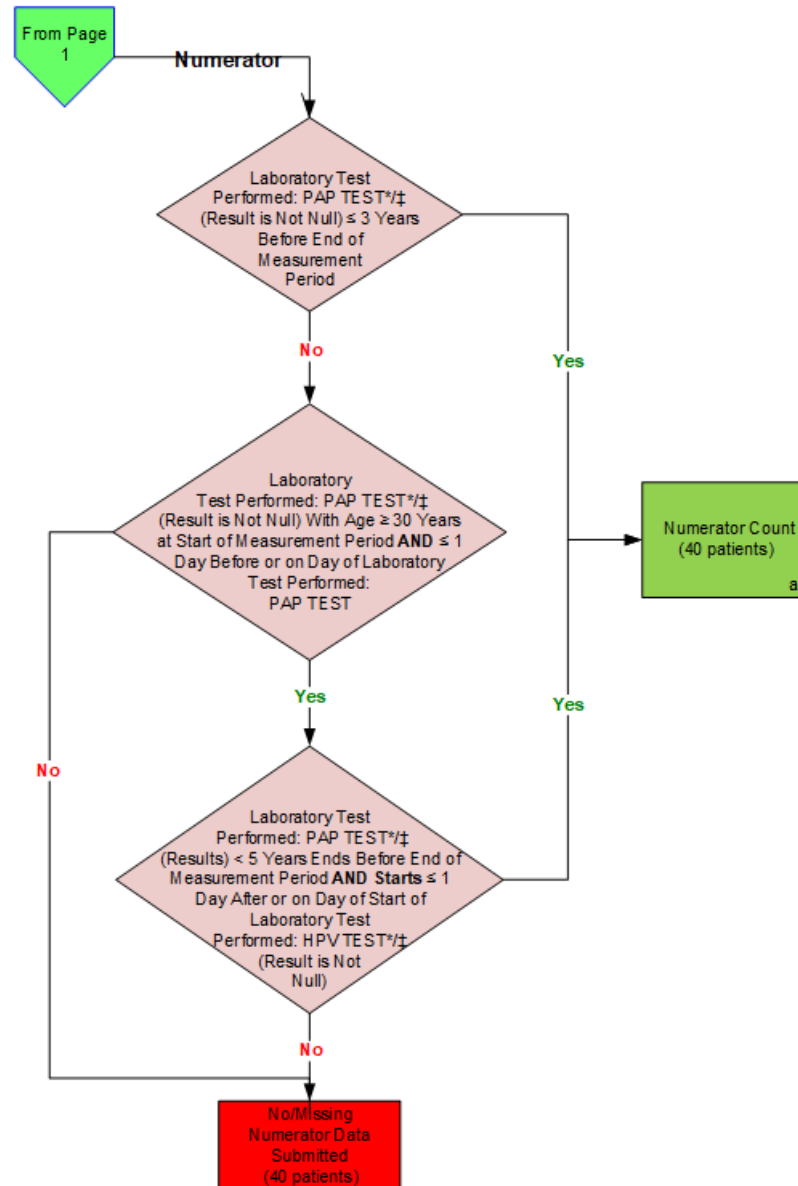 From Page
1
Numerator
Laboratory Test
Performed: PAP TEST*/‡
(Result is Not Null) ≤ 3 Years
Before End of
Measurement
Period
No
Yes
Laboratory
Test Performed: PAP TEST*/‡
(Result is Not Null) With Age ≥ 30 Years
at Start of Measurement Period AND ≤ 1
Day Before or on Day of Laboratory
Test Performed:
PAP TEST
Numerator Count
(40 patients)
a
Yes
Yes
No
Laboratory Test
Performed: PAP TEST*/‡
(Results) < 5 Years Ends Before End of
Measurement Period AND Starts ≤ 1
Day After or on Day of Start of
Laboratory Test
Performed: HPV TEST*/‡
(Result is Not
Null)
No
No/Missing
Numerator Data
Submitted
(40 patients)